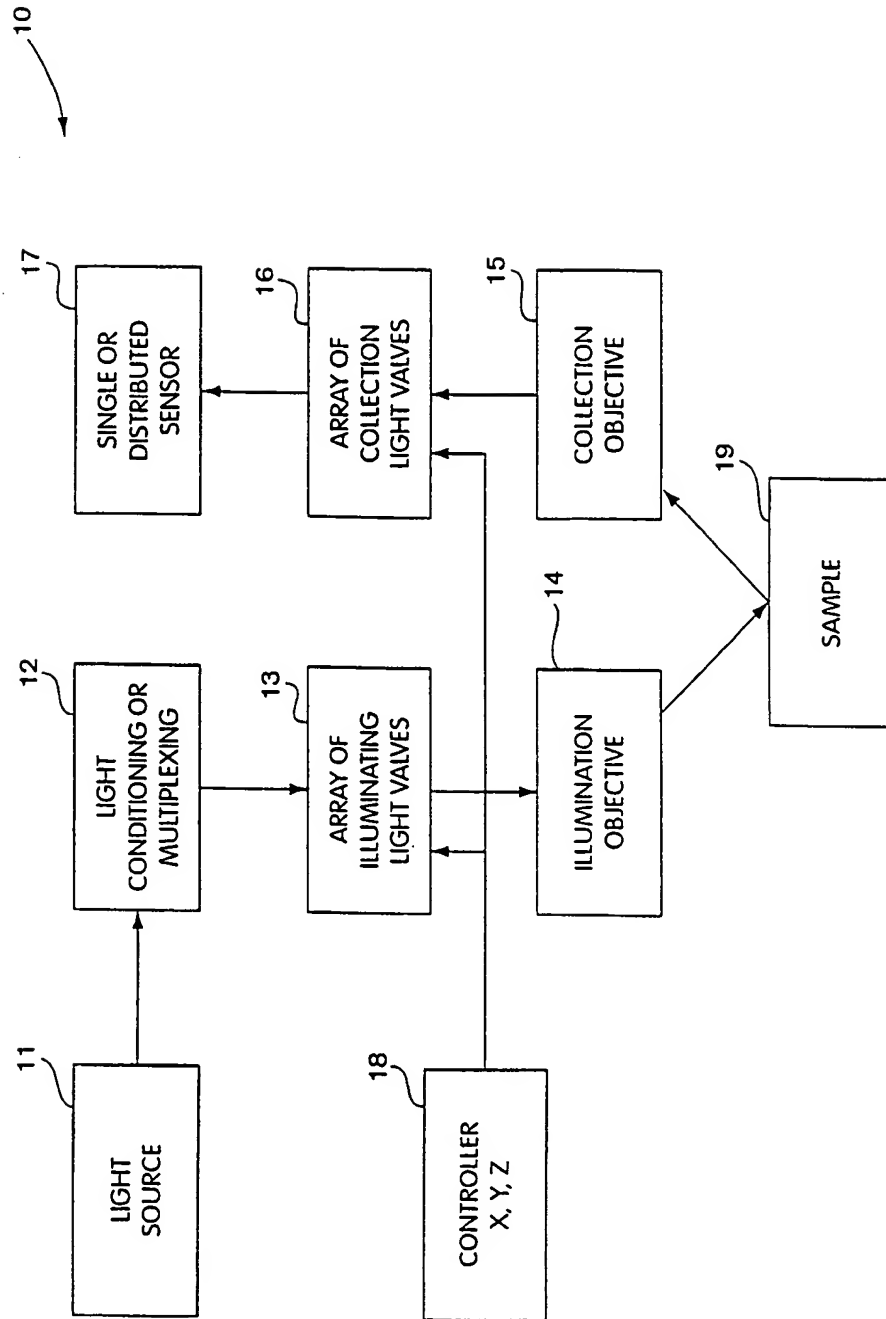 10
11
LIGHT
SOURCE
12
LIGHT
CONDITIONING OR
MULTIPLEXING
17
SINGLE OR
DISTRIBUTED
SENSOR
18
CONTROLLER
X, Y, Z
13
ARRAY OF
ILLUMINATING
LIGHT VALVES
16
ARRAY OF
COLLECTION
LIGHT VALVES
14
ILLUMINATION
OBJECTIVE
15
COLLECTION
OBJECTIVE
19
SAMPLE